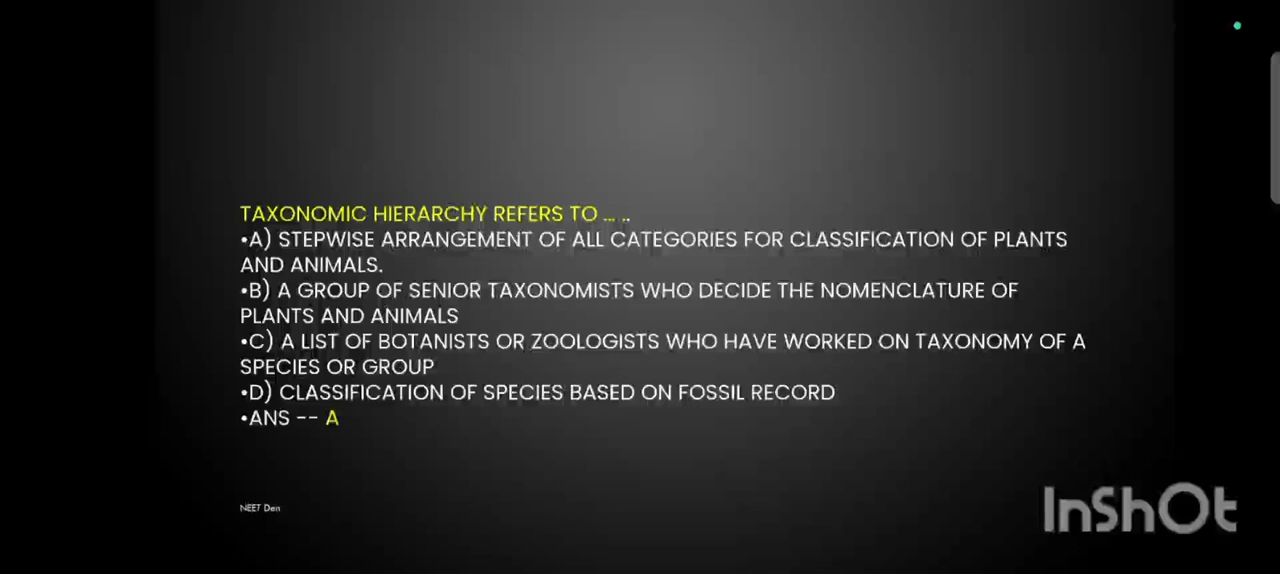 TAXONOMIC HIERARCHY REFERS TO ... ..
•A) STEPWISE ARRANGEMENT OF ALL CATEGORIES FOR CLASSIFICATION OF PLANTS
AND ANIMALS.
•B) A GROUP OF SENIOR TAXONOMISTS WHO DECIDE THE NOMENCLATURE OF
PLANTS AND ANIMALS
•C) A LIST OF BOTANISTS OR ZOOLOGISTS WHO HAVE WORKED ON TAXONOMY OF A
SPECIES OR GROUP
•D) CLASSIFICATION OF SPECIES BASED ON FOSSIL RECORD
•ANS -- A
NEET Den
InShOt